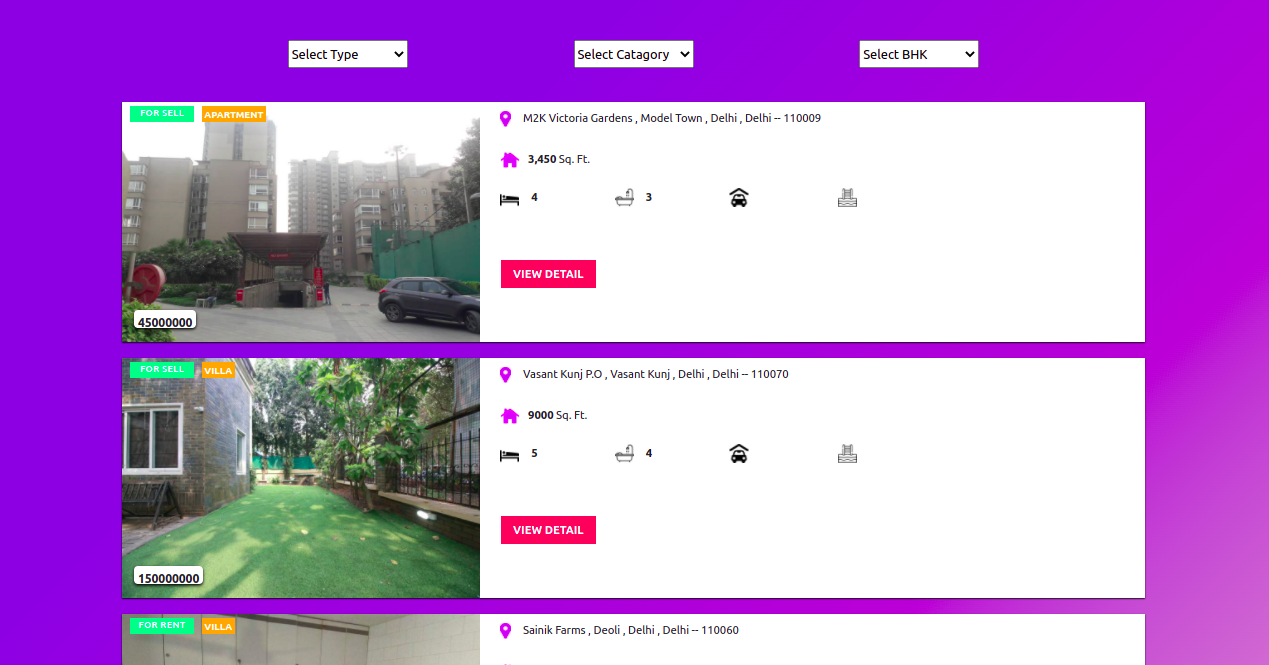 Select Type
Select Catagory
Select BHK
FOR SELL
APARTMENT
M2K Victoria Gardens , Model Town , Delhi , Delhi -- 110009
3,450 Sq. Ft.
4
3
VIEW DETAIL
45000000
FOR SELL
VILLA
Vasant Kunj P.O , Vasant Kunj , Delhi , Delhi -- 110070
9000 Sq. Ft.
5
4
VIEW DETAIL
150000000
FOR RENT
VILLA
Sainik Farms , Deoli , Delhi , Delhi -- 110060